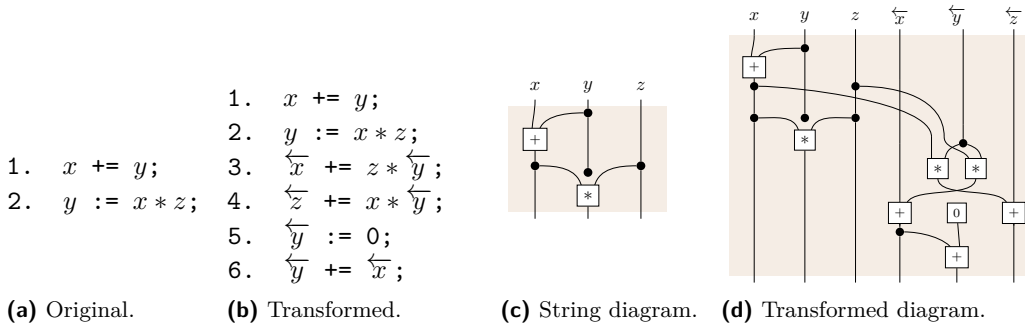 1. x += y;
2. y := x * z;
(a) Original.
1. x += y;
2. y := x * z;
3. x⃖ += z * y⃖;
4. z⃖ += x * y⃖;
5. y⃖ := 0;
6. y⃖ += x⃖;
(b) Transformed.
x y z
+
*
(c) String diagram.
x y z x⃖ y⃖ z⃖
+
*
* *
+ 0 +
+
(d) Transformed diagram.